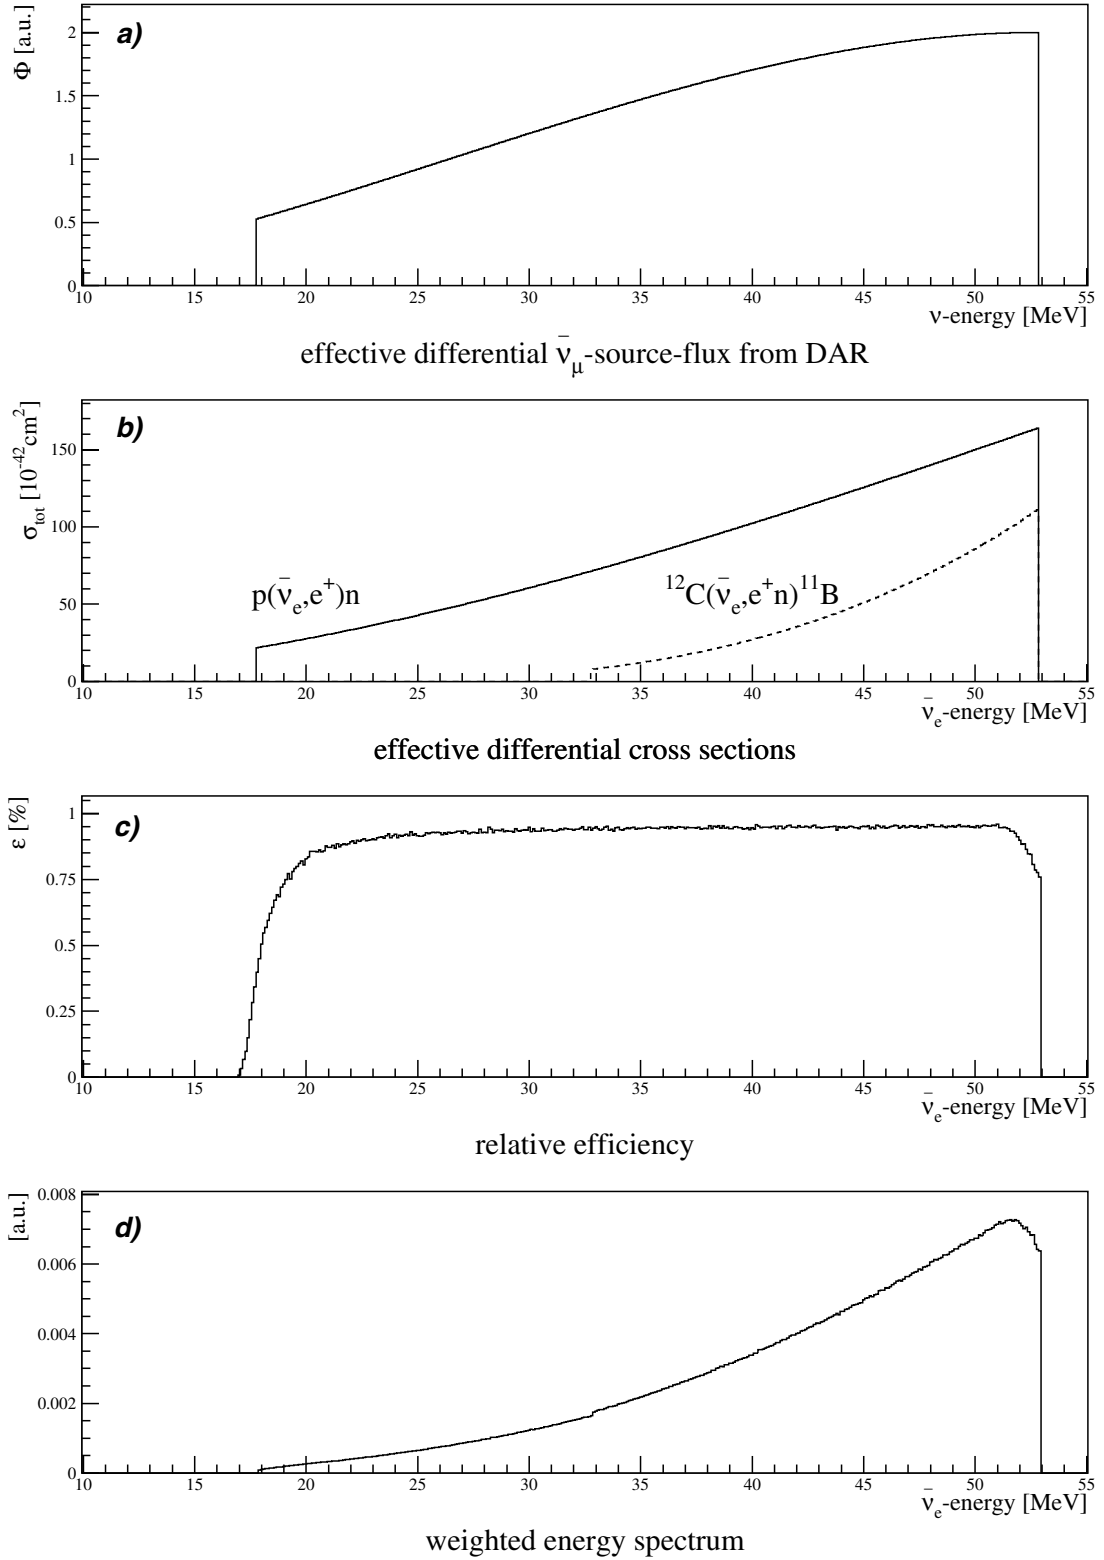 a)
Φ [a.u.]
2
1.5
1
0.5
0
10 15 20 25 30 35 40 45 50 55
ν-energy [MeV]
effective differential ν̄μ-source-flux from DAR
b)
σtot [10-42cm2]
150
100
50
0
p(ν̄e,e+)n
12C(ν̄e,e+n)11B
10 15 20 25 30 35 40 45 50 55
ν̄e-energy [MeV]
effective differential cross sections
c)
ε [%]
1
0.75
0.5
0.25
0
10 15 20 25 30 35 40 45 50 55
ν̄e-energy [MeV]
relative efficiency
d)
[a.u.]
0.008
0.006
0.004
0.002
0
10 15 20 25 30 35 40 45 50 55
ν̄e-energy [MeV]
weighted energy spectrum